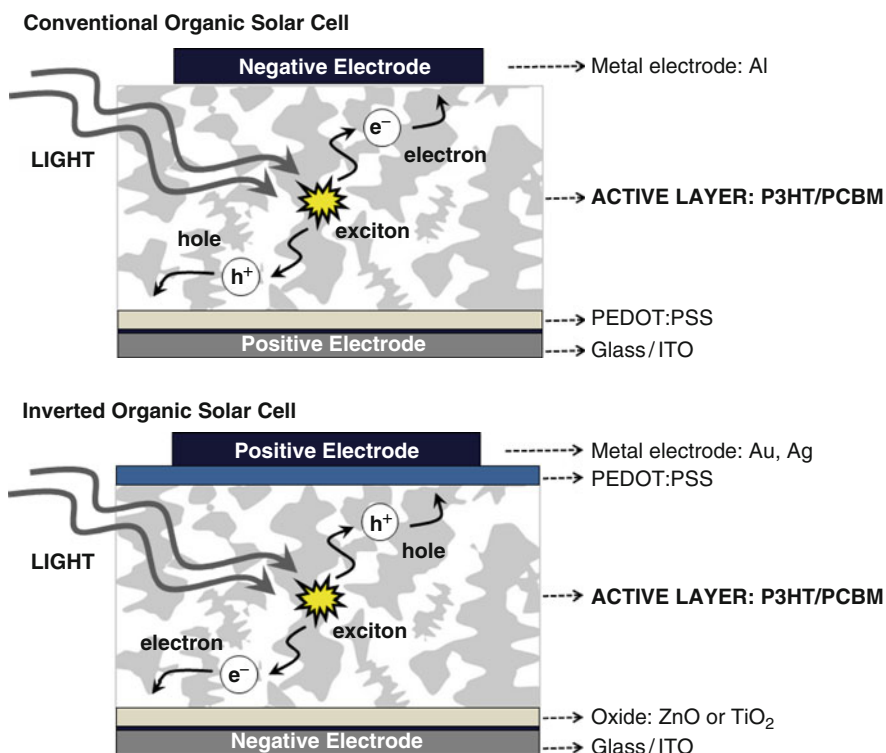 Conventional Organic Solar Cell
Negative Electrode
Metal electrode: Al
LIGHT
e⁻
electron
ACTIVE LAYER: P3HT/PCBM
exciton
hole
h⁺
PEDOT:PSS
Positive Electrode
Glass/ITO
Inverted Organic Solar Cell
Positive Electrode
Metal electrode: Au, Ag
PEDOT:PSS
LIGHT
h⁺
hole
ACTIVE LAYER: P3HT/PCBM
exciton
electron
e⁻
Oxide: ZnO or TiO₂
Negative Electrode
Glass/ITO